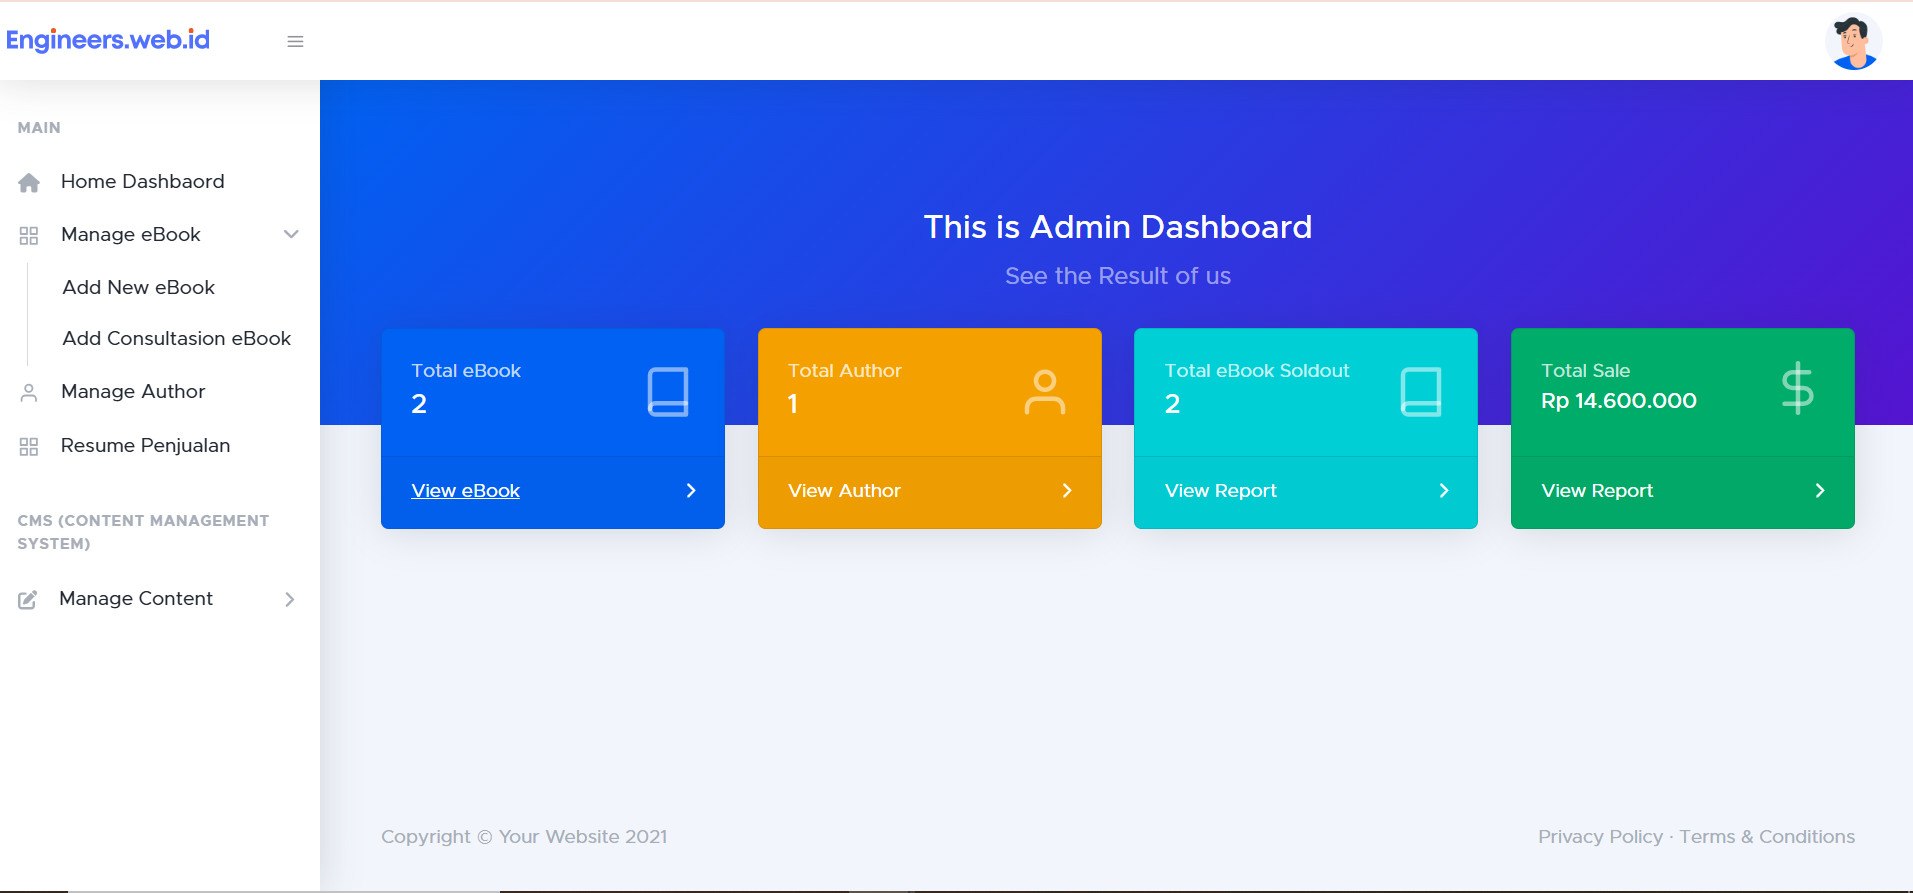 Engineers.web.id
MAIN
Home Dashbaord
Manage eBook
Add New eBook
Add Consultasion eBook
Manage Author
Resume Penjualan
CMS (CONTENT MANAGEMENT
SYSTEM)
Manage Content
This is Admin Dashboard
See the Result of us
Total eBook
2
View eBook
Total Author
1
View Author
Total eBook Soldout
2
View Report
Total Sale
Rp 14.600.000
View Report
Copyright © Your Website 2021
Privacy Policy · Terms & Conditions